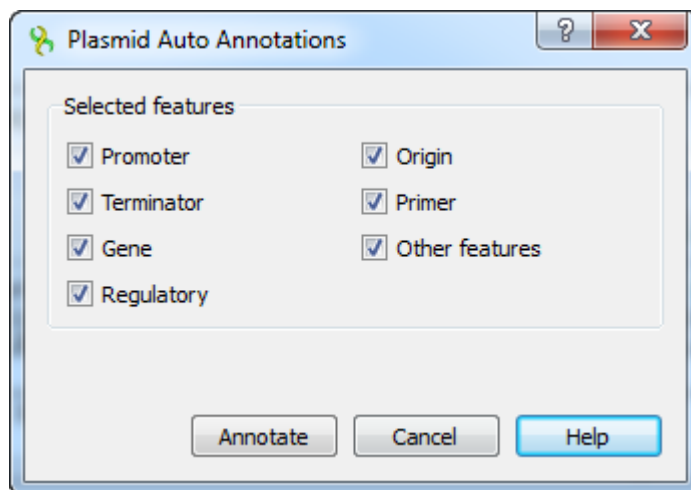 Plasmid Auto Annotations
Selected features
Promoter
Origin
Terminator
Primer
Gene
Other features
Regulatory
Annotate
Cancel
Help